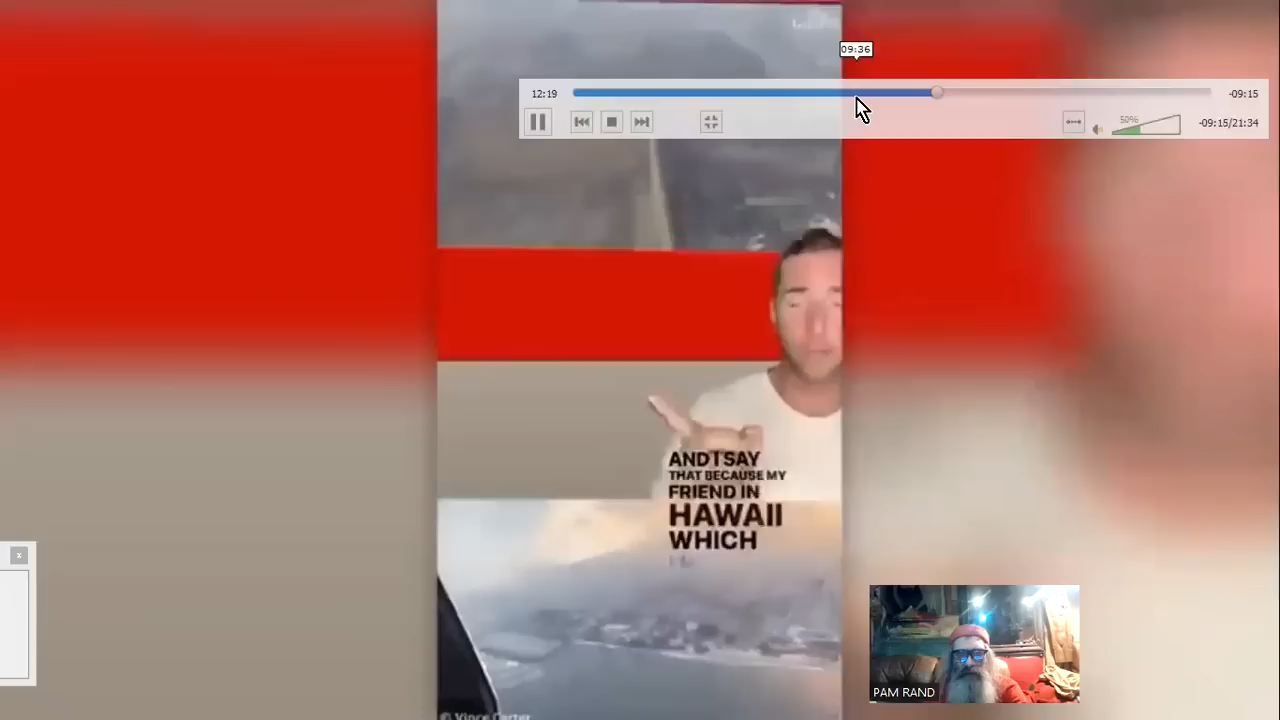 09:36
12:19
-09:15
50%
-09:15/21:34
AND I SAY
THAT BECAUSE MY
FRIEND IN
HAWAII
WHICH
x
PAM RAND
© Vince Carter